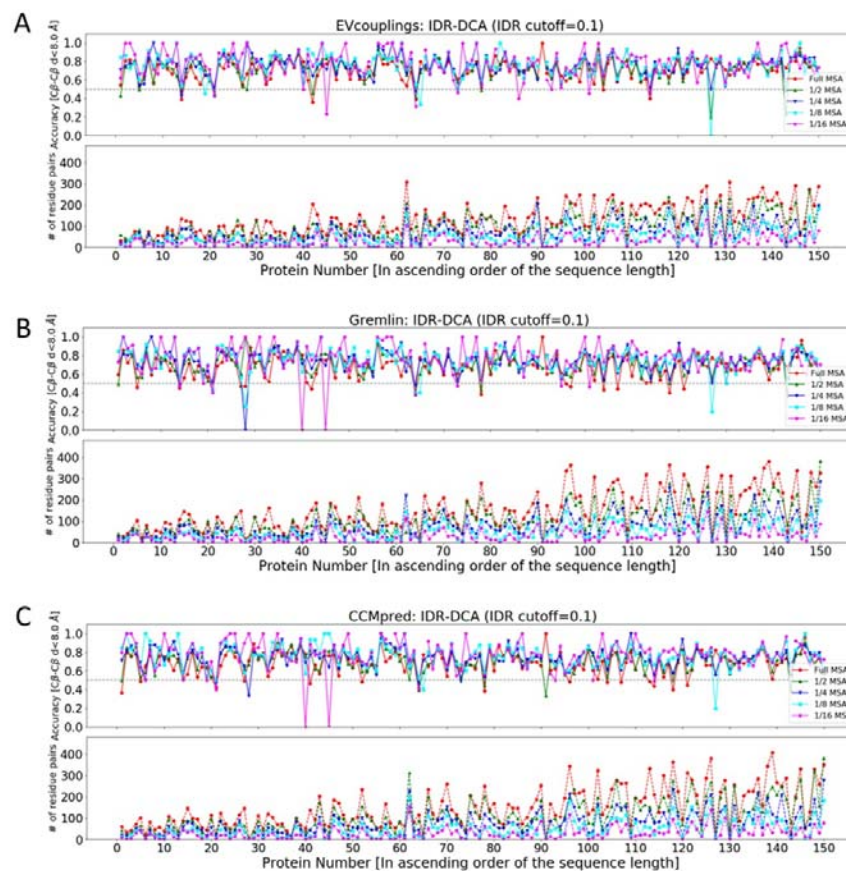 A
EVcouplings: IDR-DCA (IDR cutoff=0.1)
Accuracy [Cβ-Cβ d<8.0 Å]
1.0
0.8
0.6
0.4
0.2
0.0
Full MSA
1/2 MSA
1/4 MSA
1/8 MSA
1/16 MSA
# of residue pairs
400
300
200
100
0
0 10 20 30 40 50 60 70 80 90 100 110 120 130 140 150
Protein Number [In ascending order of the sequence length]
B
Gremlin: IDR-DCA (IDR cutoff=0.1)
Accuracy [Cβ-Cβ d<8.0 Å]
1.0
0.8
0.6
0.4
0.2
0.0
Full MSA
1/2 MSA
1/4 MSA
1/8 MSA
1/16 MSA
# of residue pairs
400
300
200
100
0
0 10 20 30 40 50 60 70 80 90 100 110 120 130 140 150
Protein Number [In ascending order of the sequence length]
C
CCMpred: IDR-DCA (IDR cutoff=0.1)
Accuracy [Cβ-Cβ d<8.0 Å]
1.0
0.8
0.6
0.4
0.2
0.0
Full MSA
1/2 MSA
1/4 MSA
1/8 MSA
1/16 MSA
# of residue pairs
400
300
200
100
0
0 10 20 30 40 50 60 70 80 90 100 110 120 130 140 150
Protein Number [In ascending order of the sequence length]